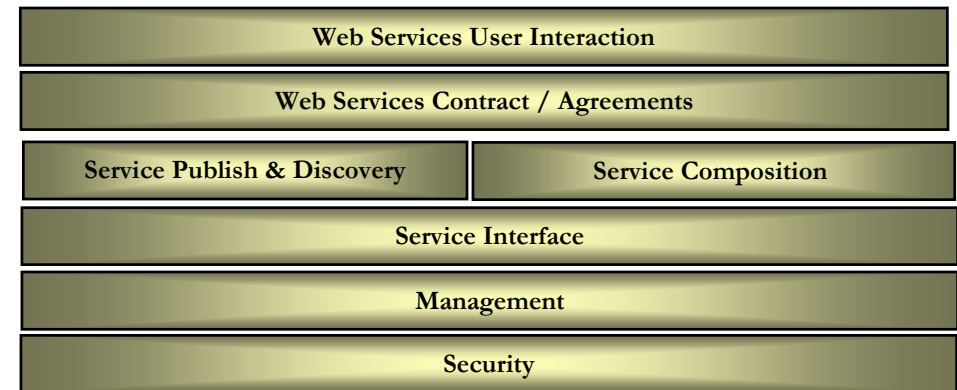 Web Services User Interaction
Web Services Contract / Agreements
Service Publish & Discovery
Service Composition
Service Interface
Management
Security